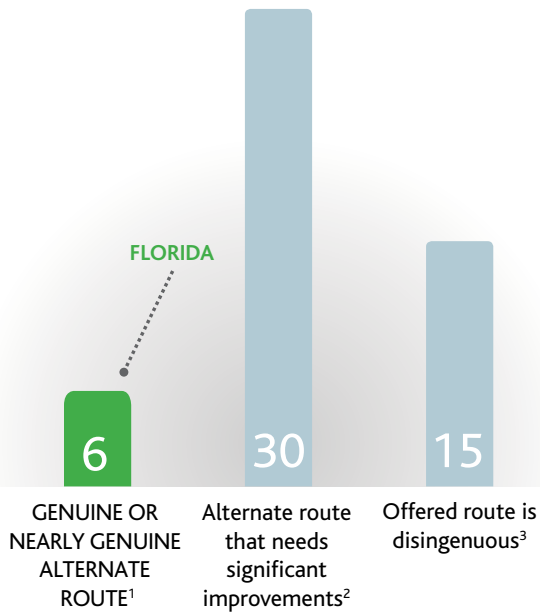 FLORIDA
6
30
15
GENUINE OR
NEARLY GENUINE
ALTERNATE
ROUTE¹
Alternate route
that needs
significant
improvements²
Offered route is
disingenuous³